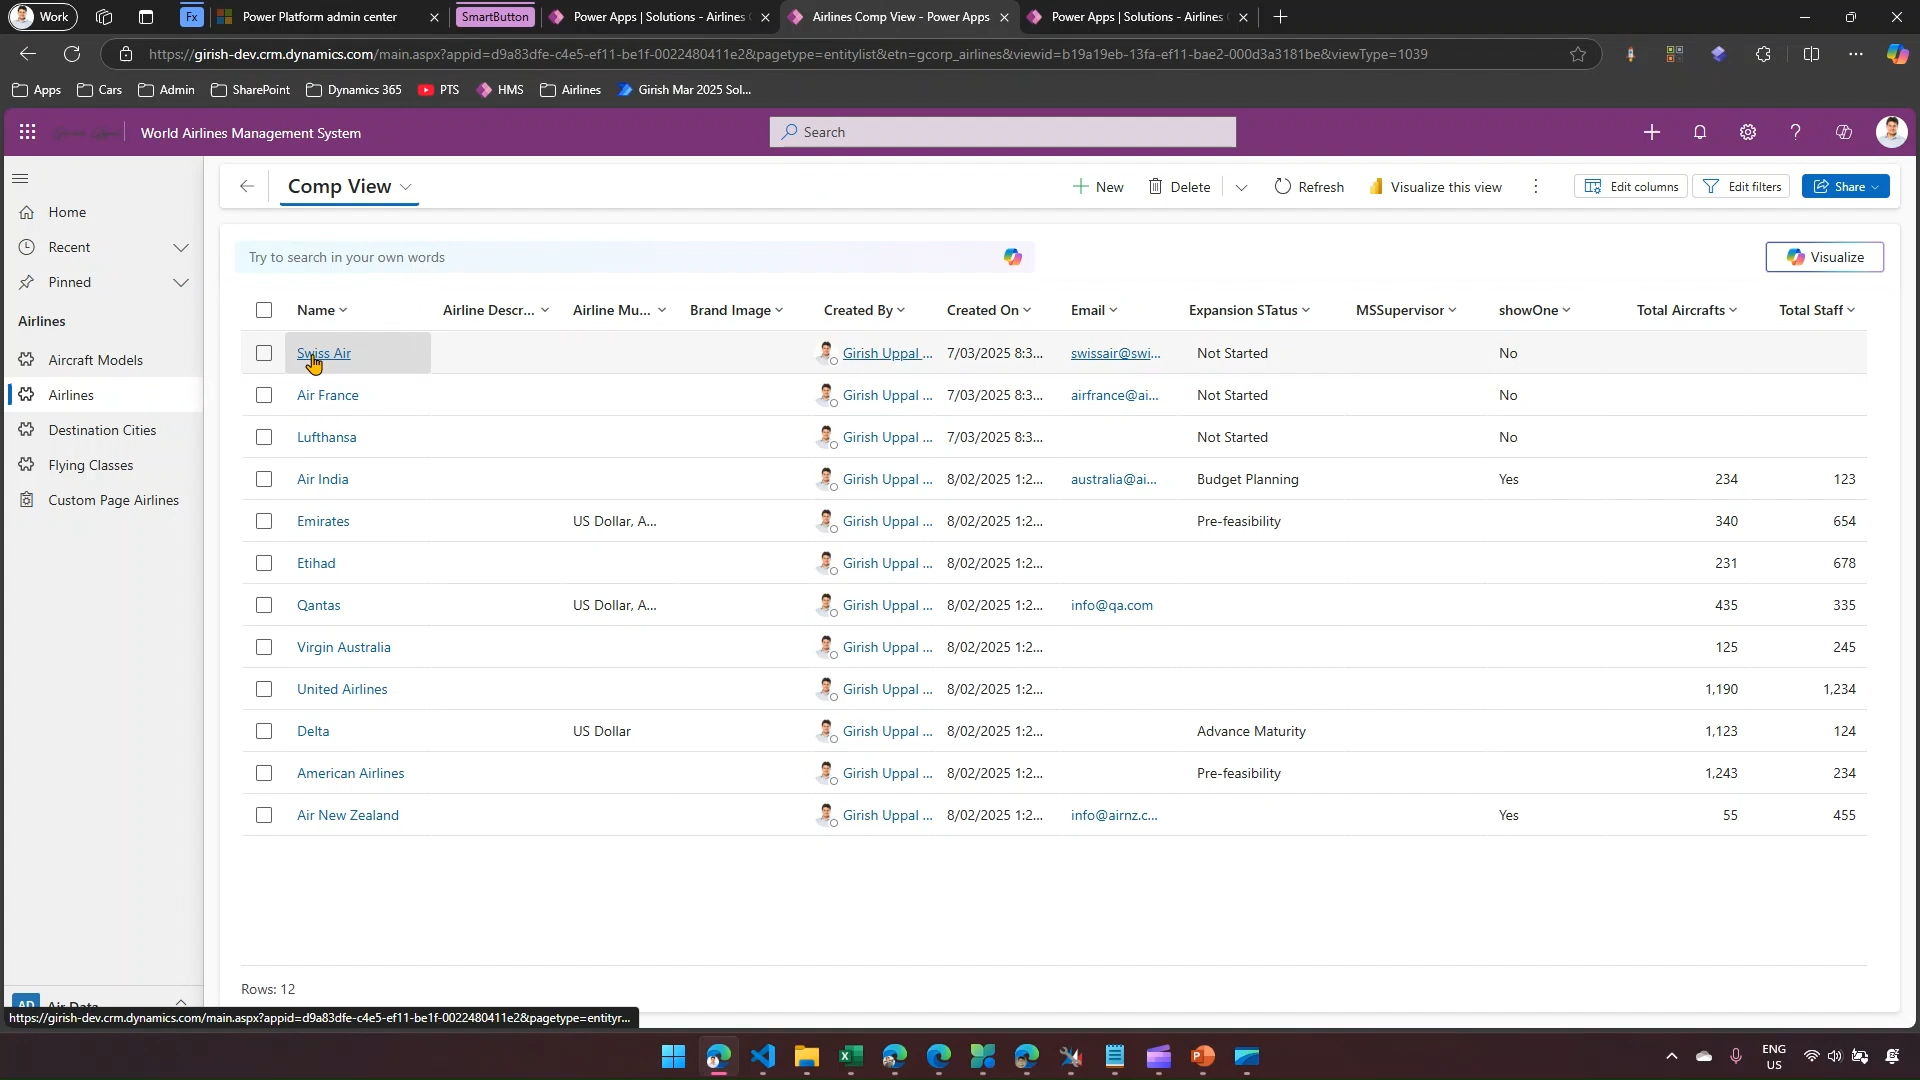 Work
Fx
Power Platform admin center
SmartButton
Power Apps | Solutions - Airlines
Airlines Comp View - Power Apps
Power Apps | Solutions - Airlines
https://girish-dev.crm.dynamics.com/main.aspx?appid=d9a83dfe-c4e5-ef11-be1f-0022480411e2&pagetype=entitylist&etn=gcorp_airlines&viewid=b19a19eb-13fa-ef11-bae2-000d3a3181be&viewType=1039
Apps Cars Admin SharePoint Dynamics 365 PTS HMS Airlines Girish Mar 2025 Sol...
World Airlines Management System
Search
Home
Recent
Pinned
Airlines
Aircraft Models
Airlines
Destination Cities
Flying Classes
Custom Page Airlines
Comp View
New Delete Refresh Visualize this view Edit columns Edit filters Share
Try to search in your own words
Visualize
Name Airline Descr... Airline Mu... Brand Image Created By Created On Email Expansion STatus MSSupervisor showOne Total Aircrafts Total Staff
Swiss Air Girish Uppal ... 7/03/2025 8:3... swissair@swi... Not Started No
Air France Girish Uppal ... 7/03/2025 8:3... airfrance@ai... Not Started No
Lufthansa Girish Uppal ... 7/03/2025 8:3... Not Started No
Air India Girish Uppal ... 8/02/2025 1:2... australia@ai... Budget Planning Yes 234 123
Emirates US Dollar, A... Girish Uppal ... 8/02/2025 1:2... Pre-feasibility 340 654
Etihad Girish Uppal ... 8/02/2025 1:2... 231 678
Qantas US Dollar, A... Girish Uppal ... 8/02/2025 1:2... info@qa.com 435 335
Virgin Australia Girish Uppal ... 8/02/2025 1:2... 125 245
United Airlines Girish Uppal ... 8/02/2025 1:2... 1,190 1,234
Delta US Dollar Girish Uppal ... 8/02/2025 1:2... Advance Maturity 1,123 124
American Airlines Girish Uppal ... 8/02/2025 1:2... Pre-feasibility 1,243 234
Air New Zealand Girish Uppal ... 8/02/2025 1:2... info@airnz.c... Yes 55 455
Rows: 12
AD Air Data
https://girish-dev.crm.dynamics.com/main.aspx?appid=d9a83dfe-c4e5-ef11-be1f-0022480411e2&pagetype=entityr...
ENG
US